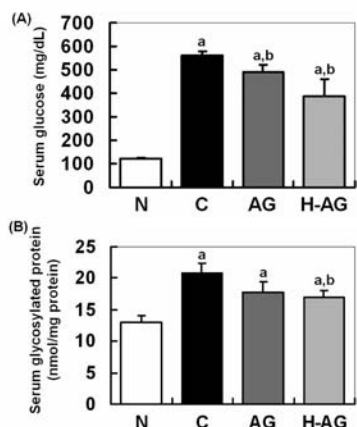 (A)
Serum glucose (mg/dL)
700
600
500
400
300
200
100
0
a
a,b
a,b
N C AG H-AG
(B)
Serum glycosylated protein
(nmol/mg protein)
25
20
15
10
5
0
a
a
a,b
N C AG H-AG